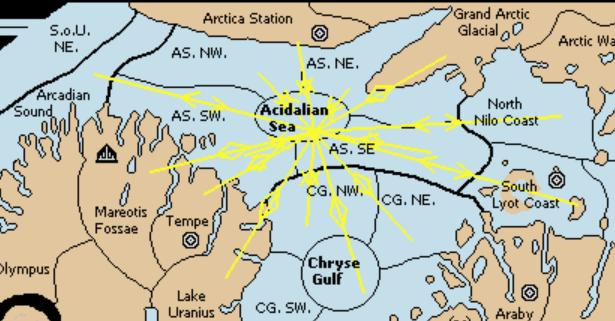 Arctica Station
Grand Arctic
Glacial
S.o.U.
NE.
AS. NW.
AS. NE.
Arctic
Arcadian
Sound
AS. SW.
Acidalian
Sea
North
Nilo Coast
AS. SE
South
Lyot Coast
CG. NW.
CG. NE.
Mareotis
Fossae
Tempe
Olympus
Chryse
Gulf
Lake
Uranius
CG. SW.
Araby